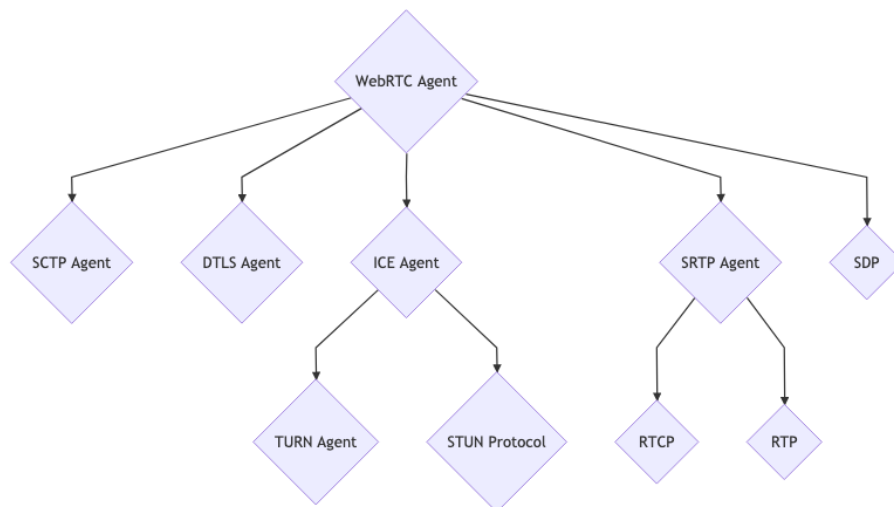 WebRTC Agent
SCTP Agent
DTLS Agent
ICE Agent
SRTP Agent
SDP
TURN Agent
STUN Protocol
RTCP
RTP